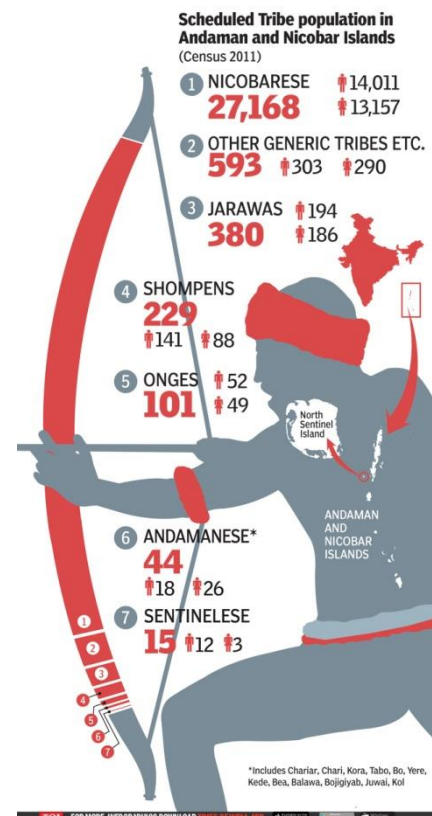 Scheduled Tribe population in
Andaman and Nicobar Islands
(Census 2011)
1 NICOBARESE
27,168
14,011
13,157
2 OTHER GENERIC TRIBES ETC.
593 303 290
3 JARAWAS 194
380 186
4 SHOMPENS
229
141 88
5 ONGES 52
101 49
North
Sentinel
Island
ANDAMAN
AND
NICOBAR
ISLANDS
6 ANDAMANESE*
44
18 26
7 SENTINELESE
15 12 3
1
2
3
4
5
6
7
*Includes Chariar, Chari, Kora, Tabo, Bo, Yere,
Kede, Bea, Balawa, Bojigiyab, Juwai, Kol
FOR MORE INFOGRAPHICS DOWNLOAD